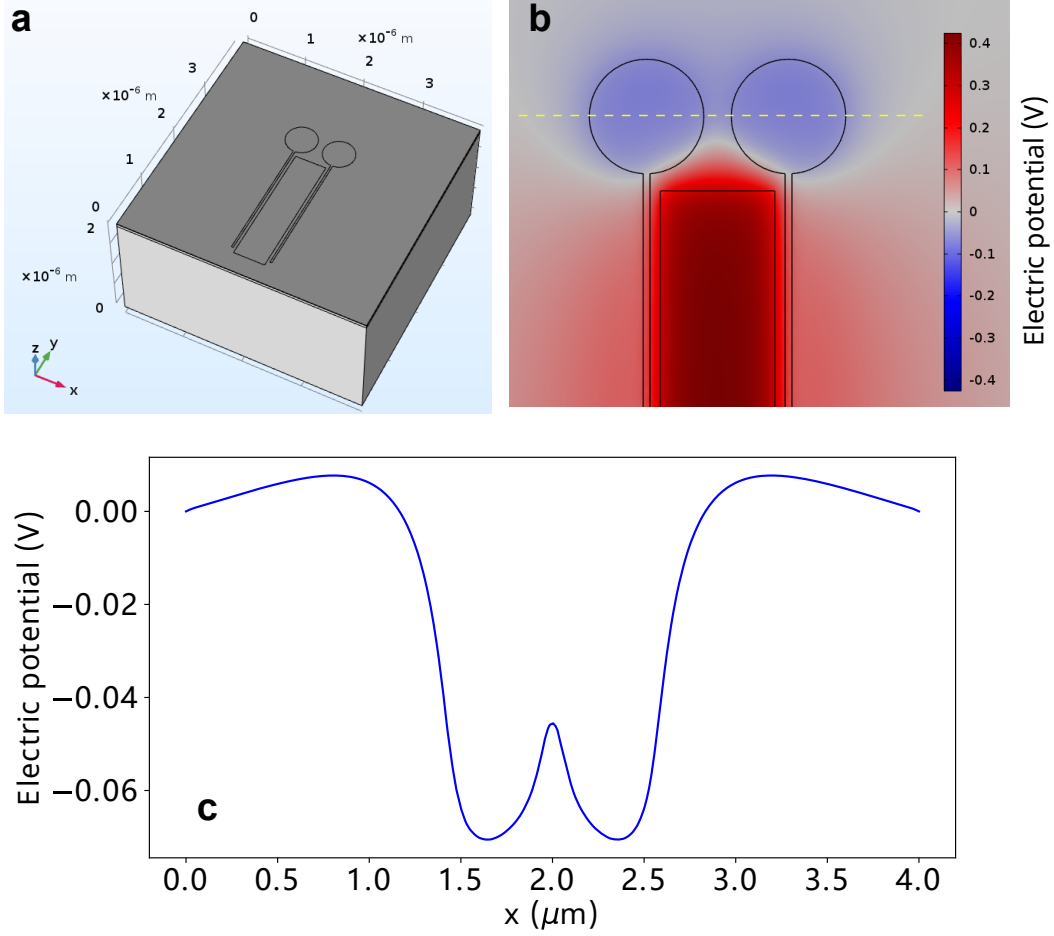 a
0
1
×10⁻⁶ m
2
3
3
×10⁻⁶ m
2
1
0
2
×10⁻⁶ m
0
z
y
x
b
0.4
0.3
0.2
0.1
0
-0.1
-0.2
-0.3
-0.4
Electric potential (V)
0.00
−0.02
−0.04
−0.06
Electric potential (V)
c
0.0 0.5 1.0 1.5 2.0 2.5 3.0 3.5 4.0
x (μm)